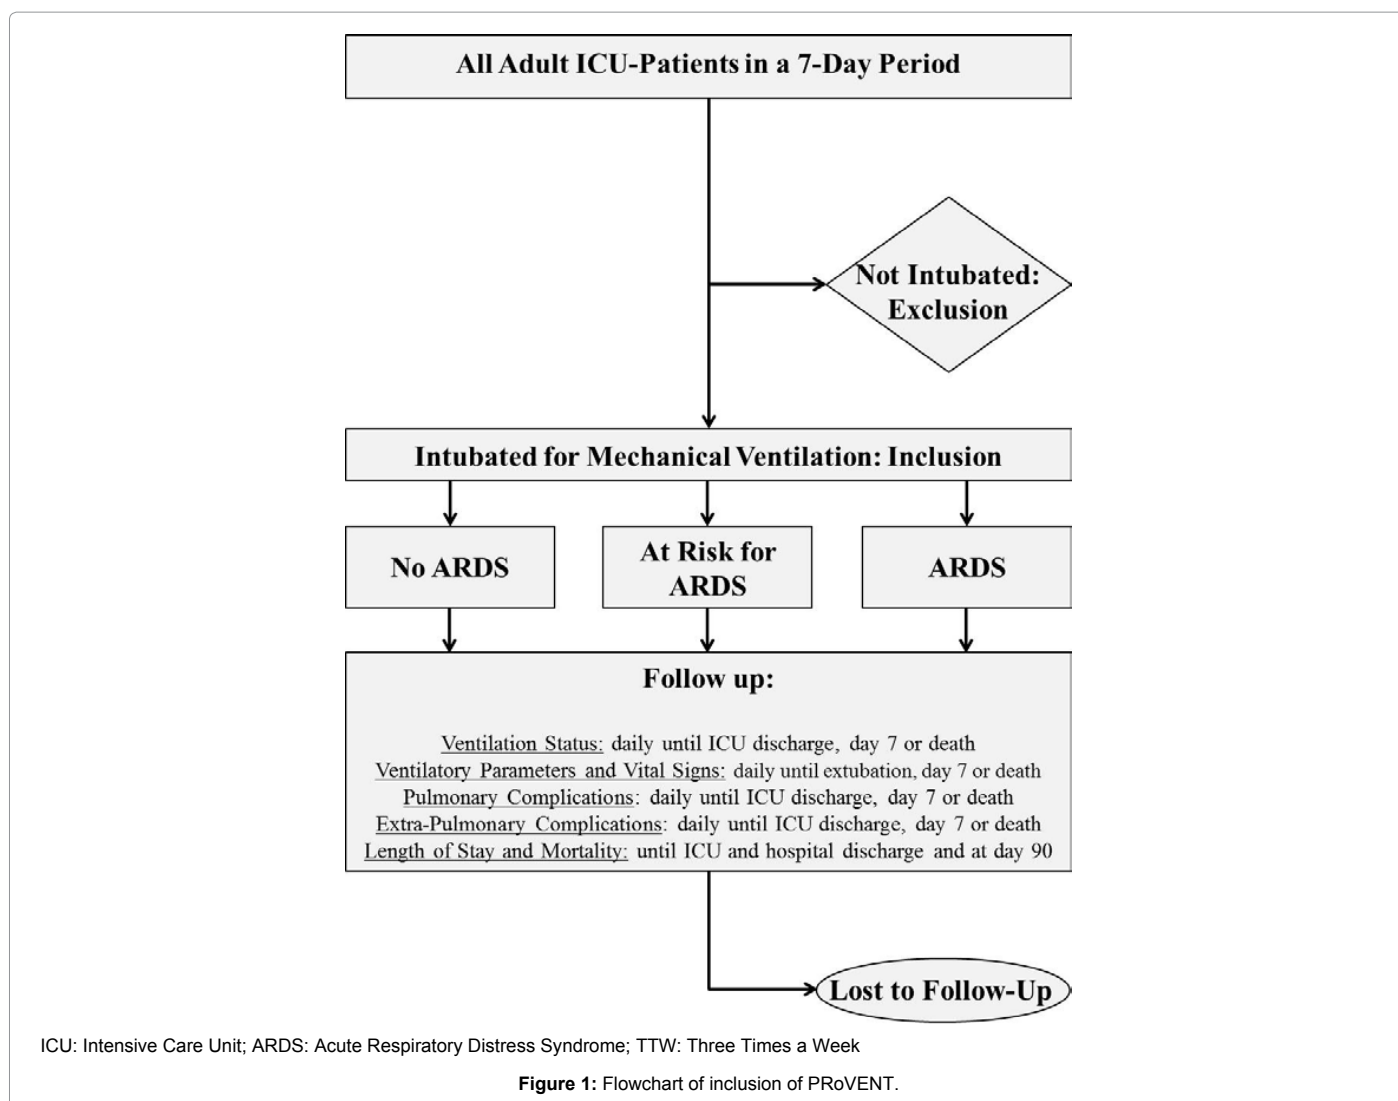 All Adult ICU-Patients in a 7-Day Period
Not Intubated:
Exclusion
Intubated for Mechanical Ventilation: Inclusion
No ARDS
At Risk for
ARDS
ARDS
Follow up:
Ventilation Status: daily until ICU discharge, day 7 or death
Ventilatory Parameters and Vital Signs: daily until extubation, day 7 or death
Pulmonary Complications: daily until ICU discharge, day 7 or death
Extra-Pulmonary Complications: daily until ICU discharge, day 7 or death
Length of Stay and Mortality: until ICU and hospital discharge and at day 90
Lost to Follow-Up
ICU: Intensive Care Unit; ARDS: Acute Respiratory Distress Syndrome; TTW: Three Times a Week
Figure 1: Flowchart of inclusion of PRoVENT.